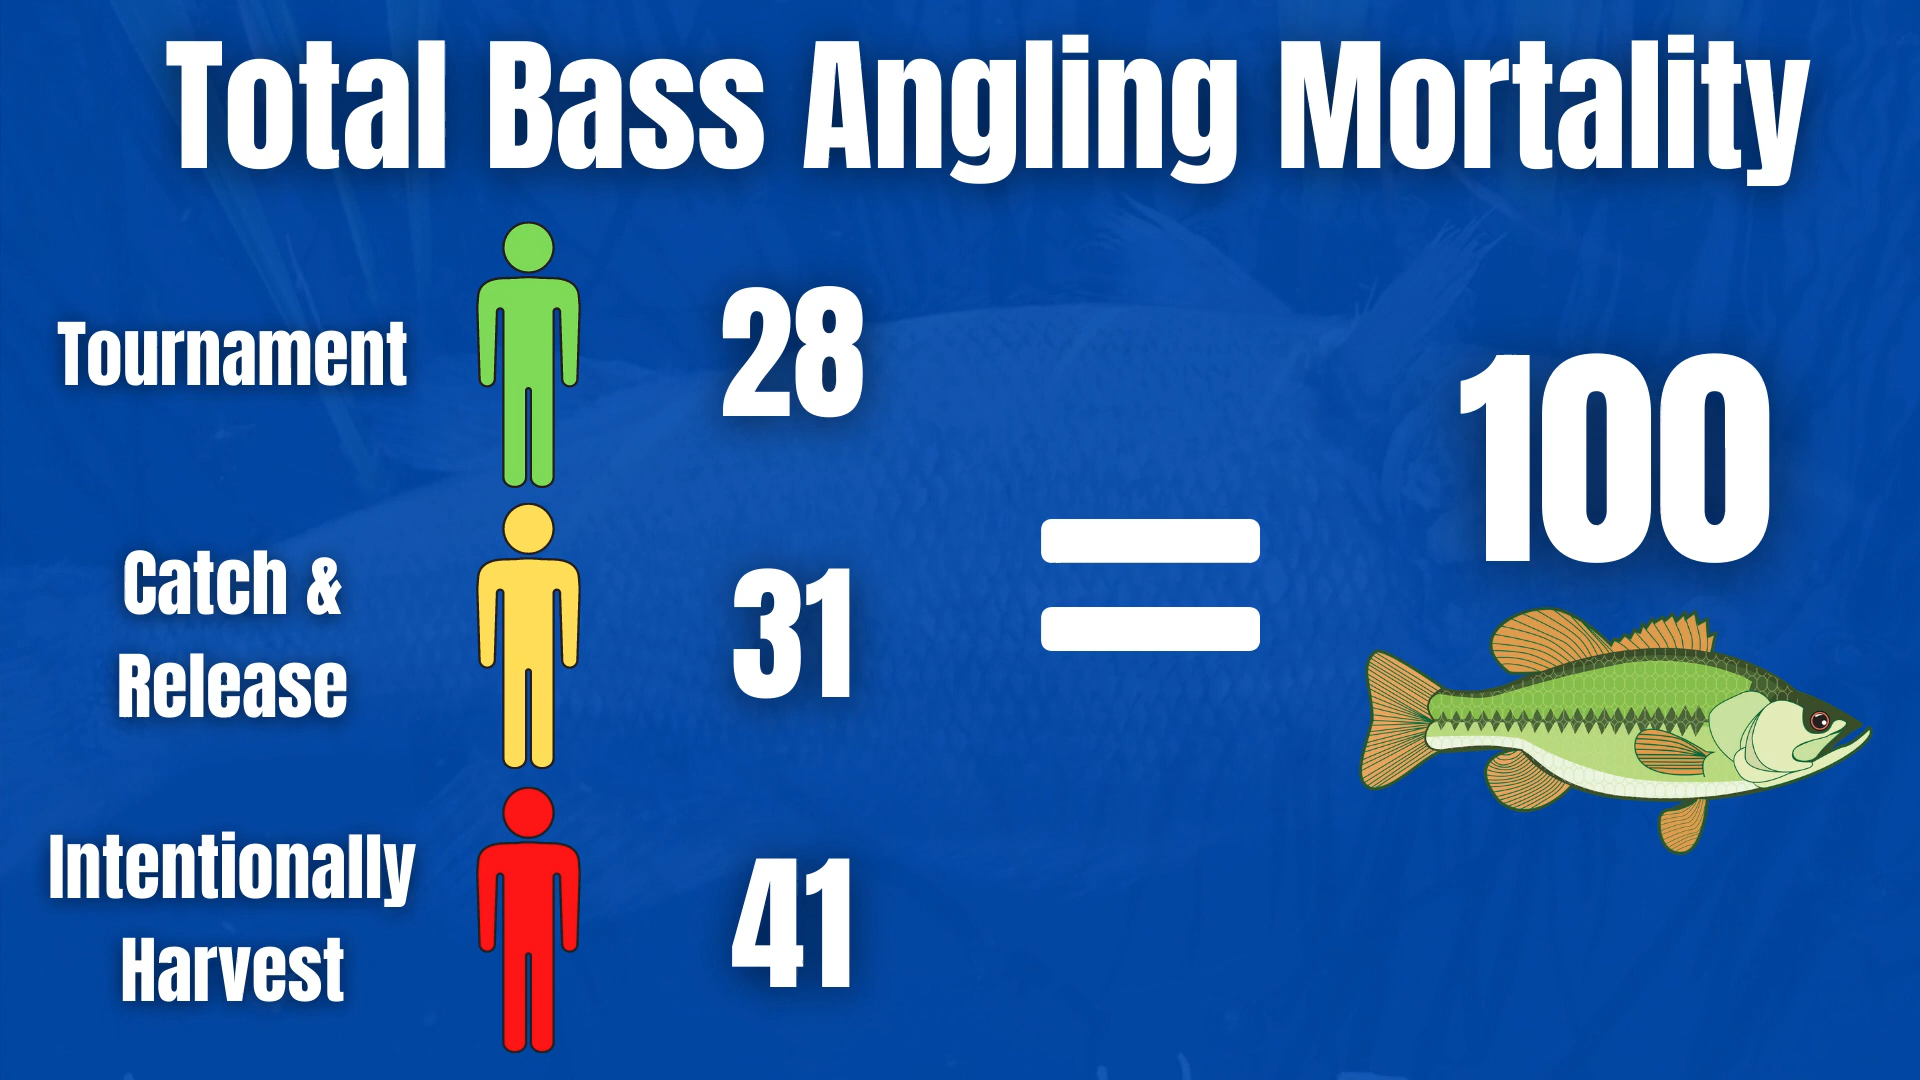 Total Bass Angling Mortality
Tournament
28
Catch &
Release
31
=
100
Intentionally
Harvest
41